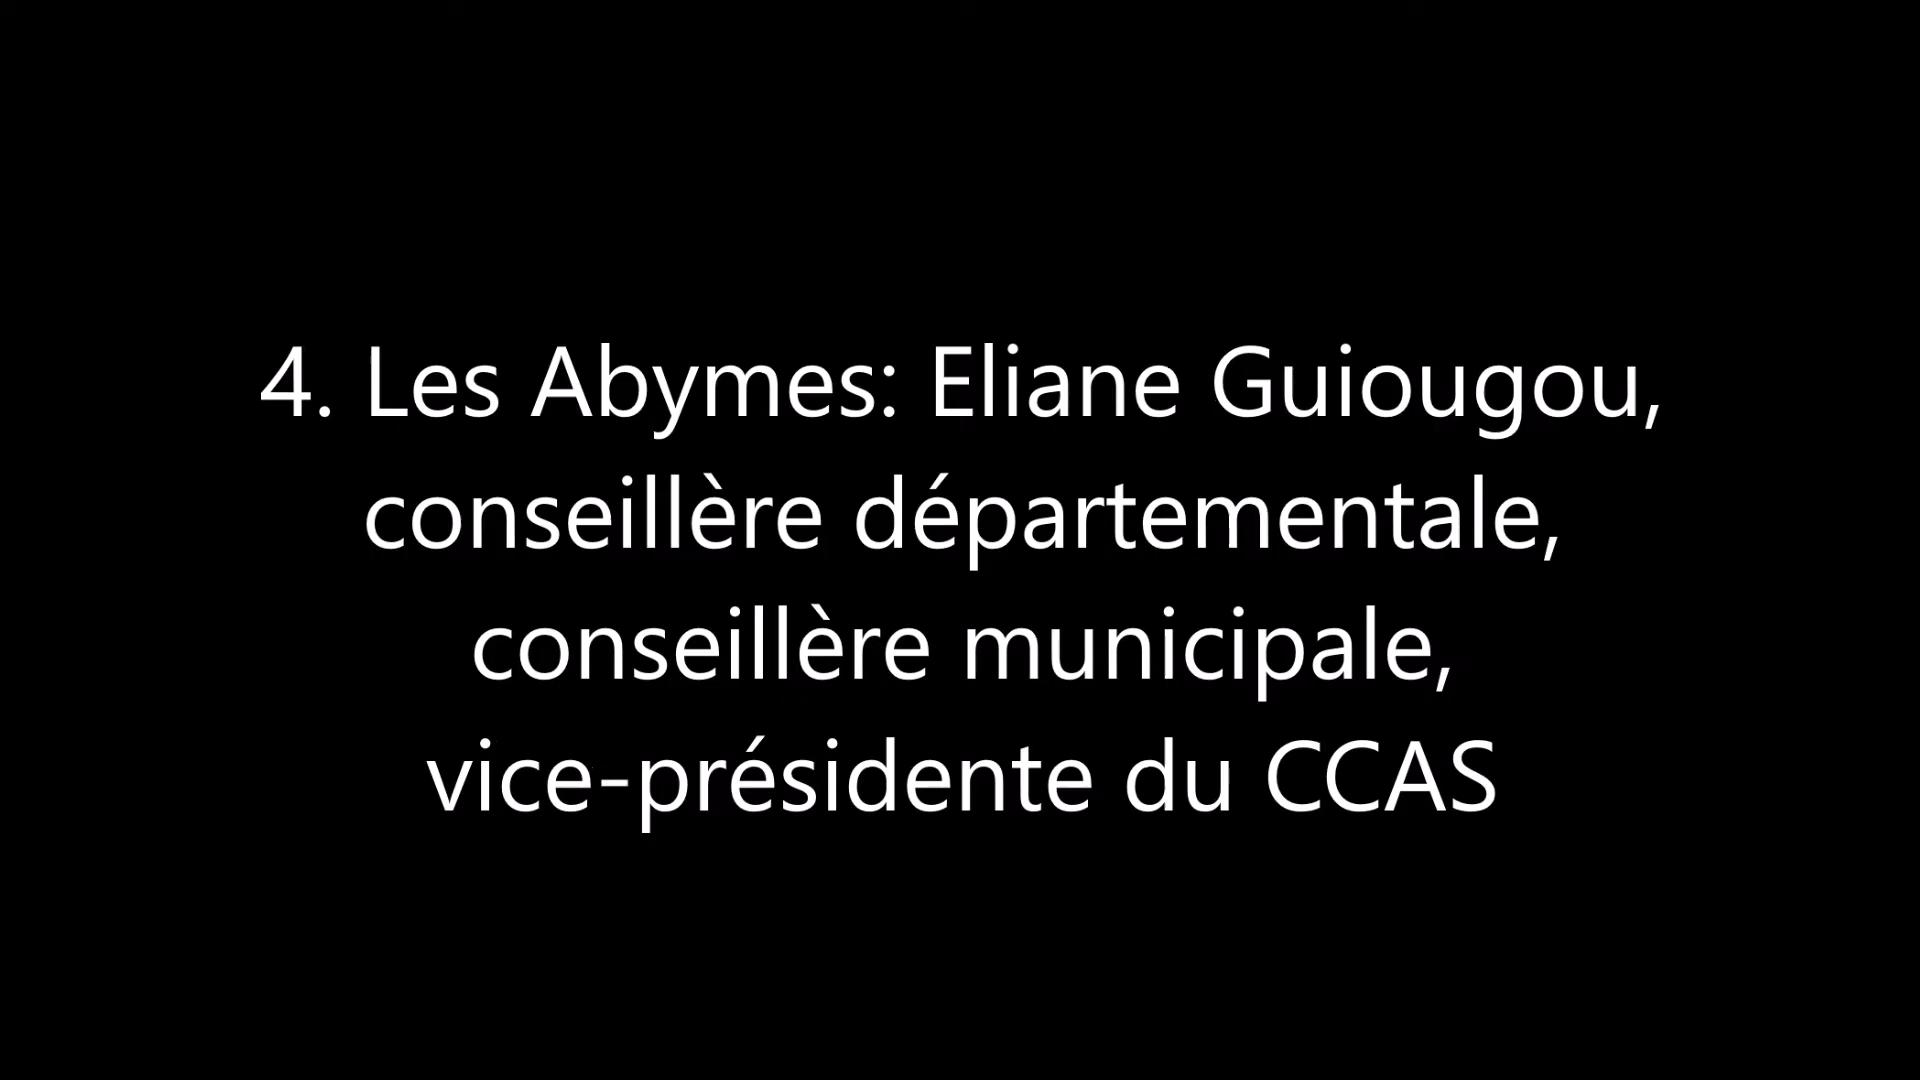 4. Les Abymes: Eliane Guiougou,
conseillère départementale,
conseillère municipale,
vice-présidente du CCAS